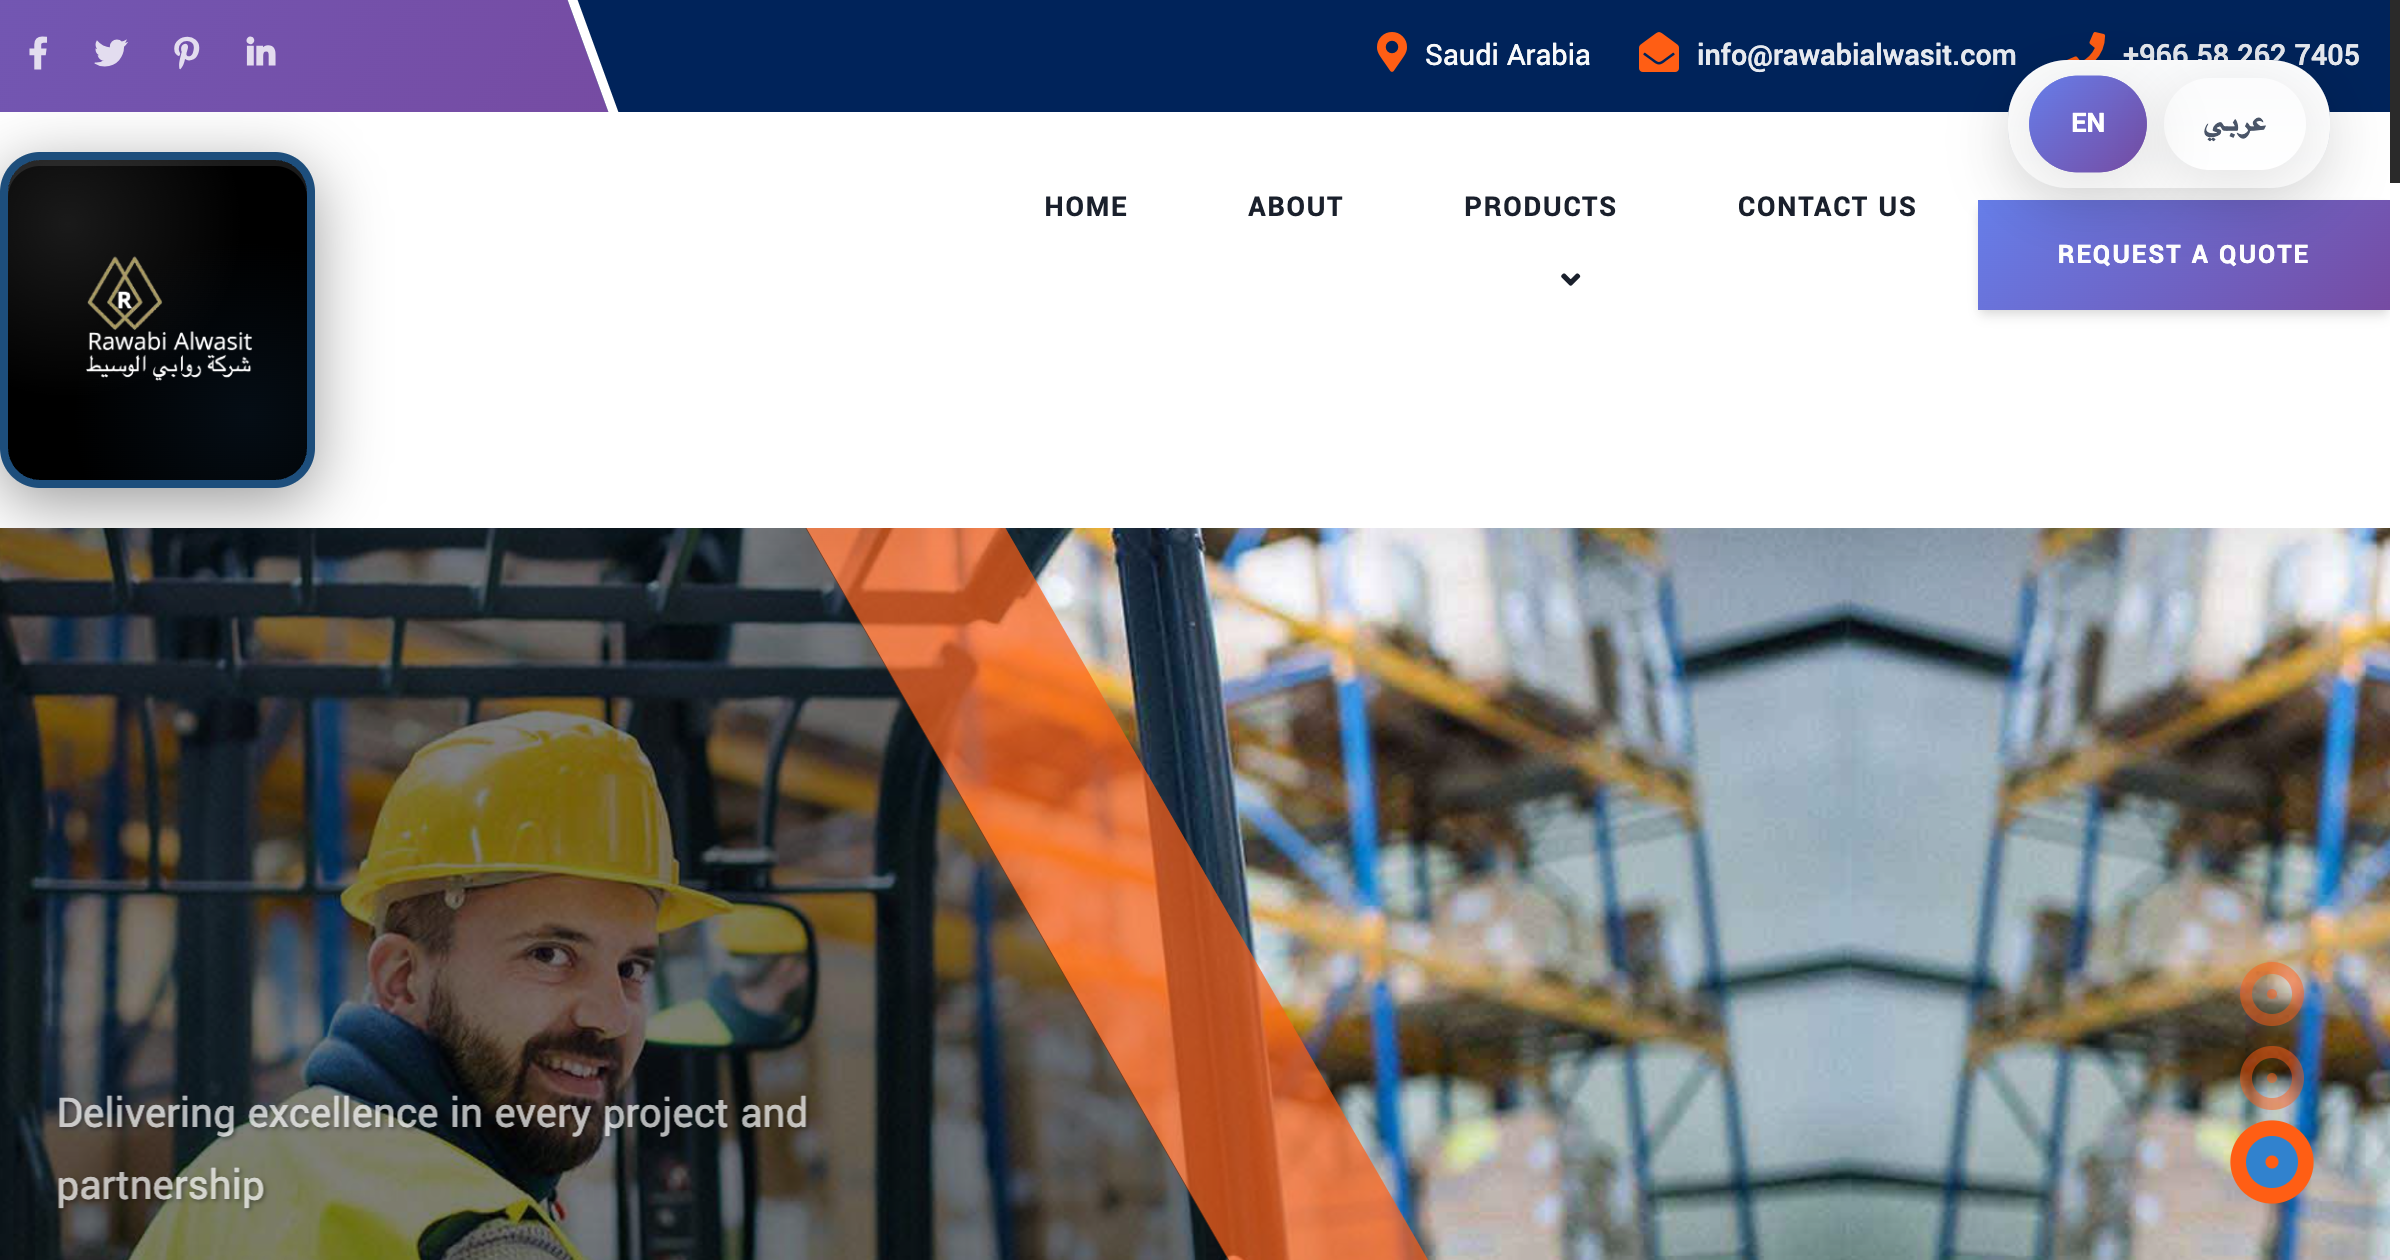 Saudi Arabia
info@rawabialwasit.com
+966 58 262 7405
EN
عربي
R
Rawabi Alwasit
شركة روابي الوسيط
HOME
ABOUT
PRODUCTS
CONTACT US
REQUEST A QUOTE
Delivering excellence in every project and
partnership